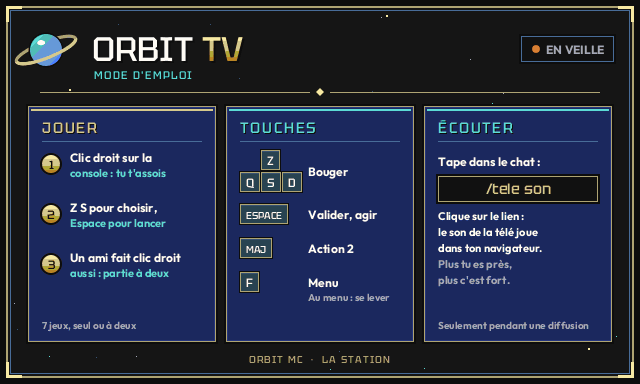 ORBIT TV
MODE D'EMPLOI
EN VEILLE
JOUER
1
Clic droit sur la
console : tu t'assois
2
Z S pour choisir,
Espace pour lancer
3
Un ami fait clic droit
aussi : partie à deux
7 jeux, seul ou à deux
TOUCHES
Z
Q S D
Bouger
ESPACE
Valider, agir
MAJ
Action 2
F
Menu
Au menu : se lever
ÉCOUTER
Tape dans le chat :
/tele son
Clique sur le lien :
le son de la télé joue
dans ton navigateur.
Plus tu es près,
plus c'est fort.
Seulement pendant une diffusion
ORBIT MC · LA STATION